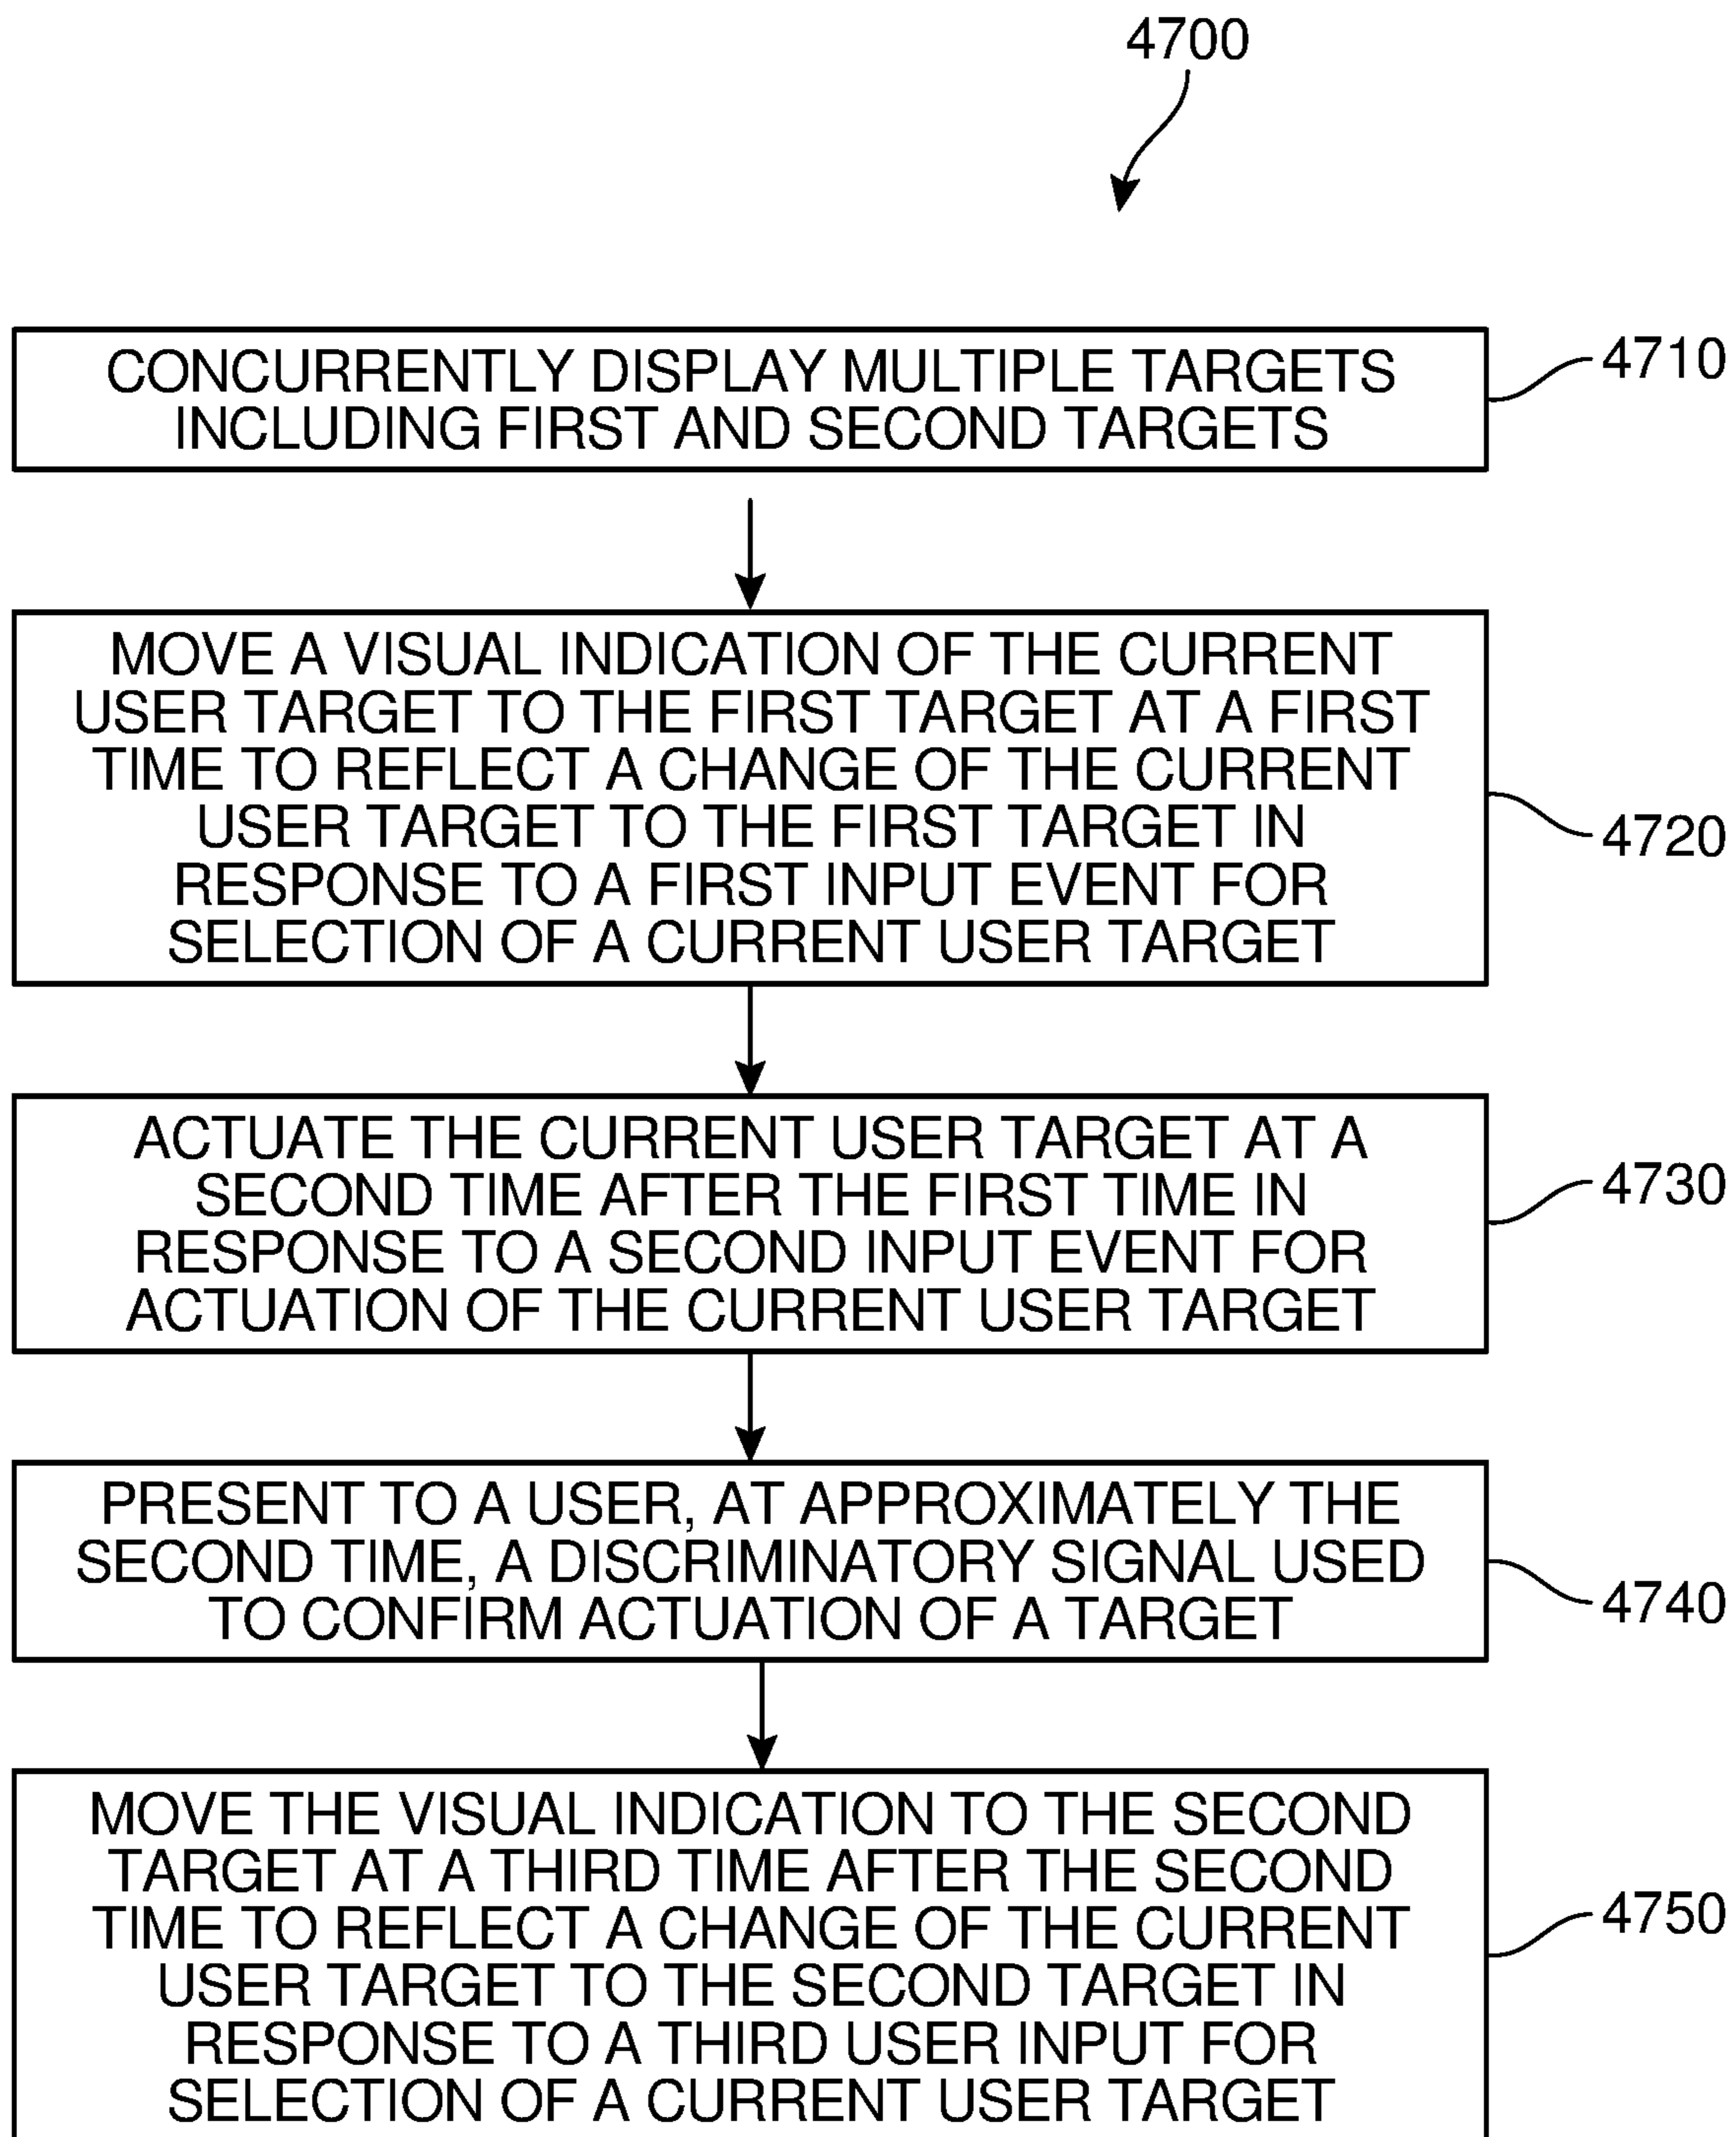 4700
CONCURRENTLY DISPLAY MULTIPLE TARGETS
INCLUDING FIRST AND SECOND TARGETS
4710
MOVE A VISUAL INDICATION OF THE CURRENT
USER TARGET TO THE FIRST TARGET AT A FIRST
TIME TO REFLECT A CHANGE OF THE CURRENT
USER TARGET TO THE FIRST TARGET IN
RESPONSE TO A FIRST INPUT EVENT FOR
SELECTION OF A CURRENT USER TARGET
4720
ACTUATE THE CURRENT USER TARGET AT A
SECOND TIME AFTER THE FIRST TIME IN
RESPONSE TO A SECOND INPUT EVENT FOR
ACTUATION OF THE CURRENT USER TARGET
4730
PRESENT TO A USER, AT APPROXIMATELY THE
SECOND TIME, A DISCRIMINATORY SIGNAL USED
TO CONFIRM ACTUATION OF A TARGET
4740
MOVE THE VISUAL INDICATION TO THE SECOND
TARGET AT A THIRD TIME AFTER THE SECOND
TIME TO REFLECT A CHANGE OF THE CURRENT
USER TARGET TO THE SECOND TARGET IN
RESPONSE TO A THIRD USER INPUT FOR
SELECTION OF A CURRENT USER TARGET
4750